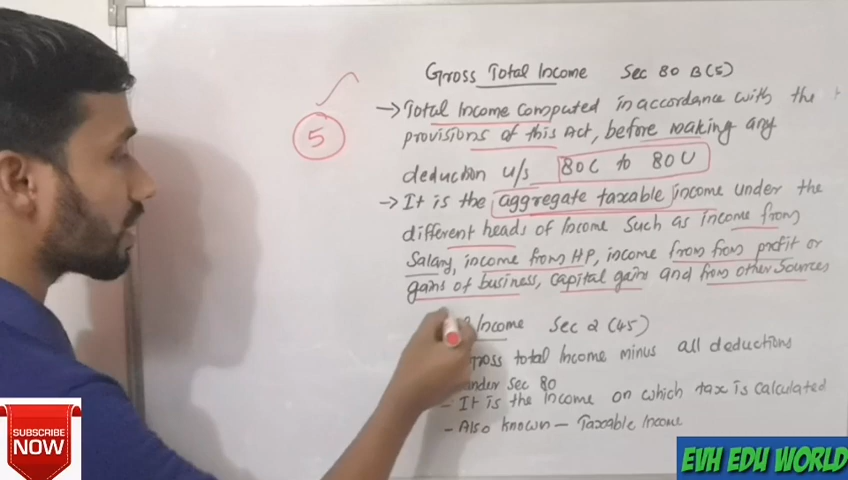 Gross Total Income Sec 80 B(5)
→ Total Income computed in accordance with the
5
provisions of this Act, before making any
deduction u/s 80C to 80U
→ It is the aggregate taxable income under the
different heads of Income Such as income from
Salary, income from HP, income from from profit or
gains of business, capital gains and from other Sources
Income Sec 2 (45)
Gross total Income minus all deductions
under Sec 80
- It is the Income on which tax is calculated
- Also known - Taxable Income
SUBSCRIBE
NOW
EVH EDU WORLD